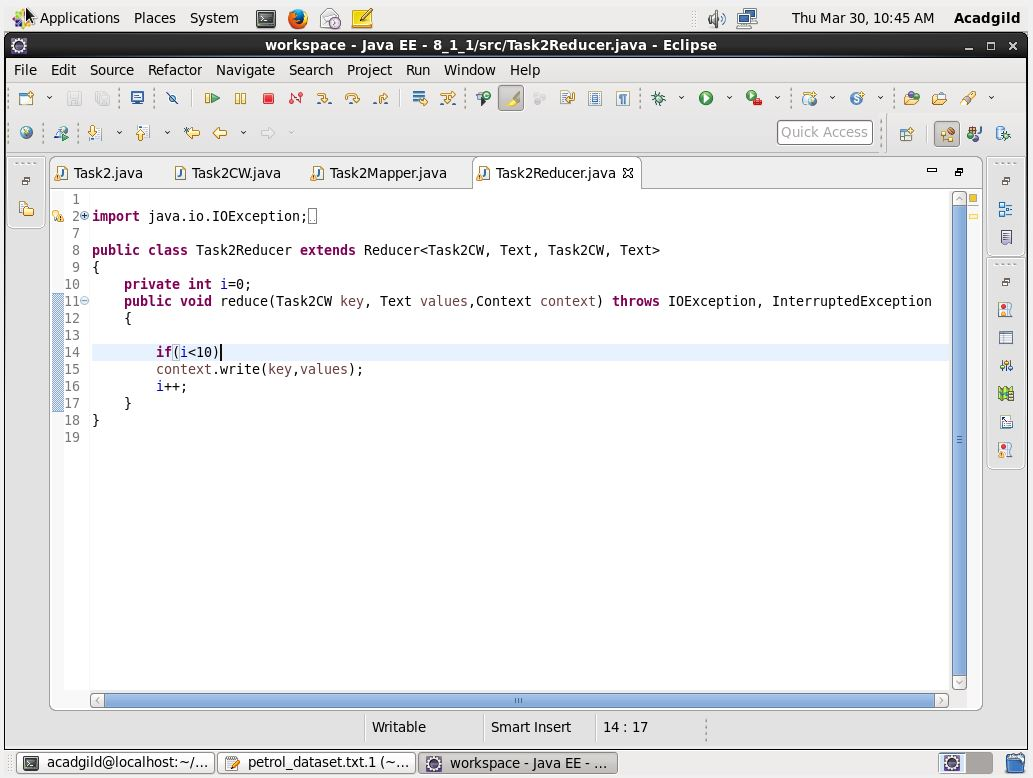 Applications Places System Thu Mar 30, 10:45 AM Acadgild
workspace - Java EE - 8_1_1/src/Task2Reducer.java - Eclipse
File Edit Source Refactor Navigate Search Project Run Window Help
Quick Access
Task2.java Task2CW.java Task2Mapper.java Task2Reducer.java
1
2 import java.io.IOException;
7
8 public class Task2Reducer extends Reducer<Task2CW, Text, Task2CW, Text>
9 {
10 private int i=0;
11 public void reduce(Task2CW key, Text values,Context context) throws IOException, InterruptedException
12 {
13
14 if(i<10)
15 context.write(key,values);
16 i++;
17 }
18 }
19
Writable Smart Insert 14 : 17
acadgild@localhost:~/... petrol_dataset.txt.1 (~... workspace - Java EE - ...